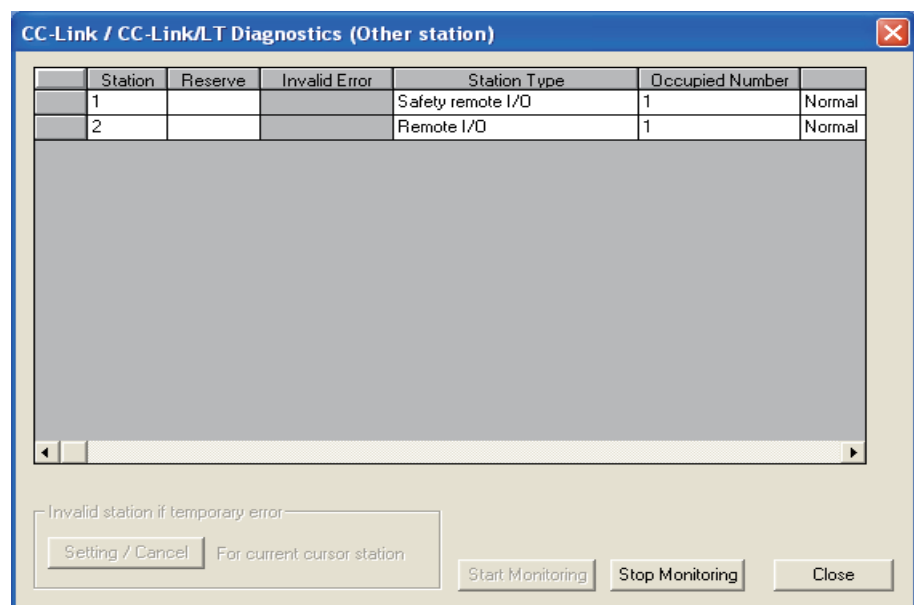 CC-Link / CC-Link/LT Diagnostics (Other station)
Station Reserve Invalid Error Station Type Occupied Number
1 Safety remote I/O 1 Normal
2 Remote I/O 1 Normal
Invalid station if temporary error
Setting / Cancel For current cursor station
Start Monitoring Stop Monitoring Close